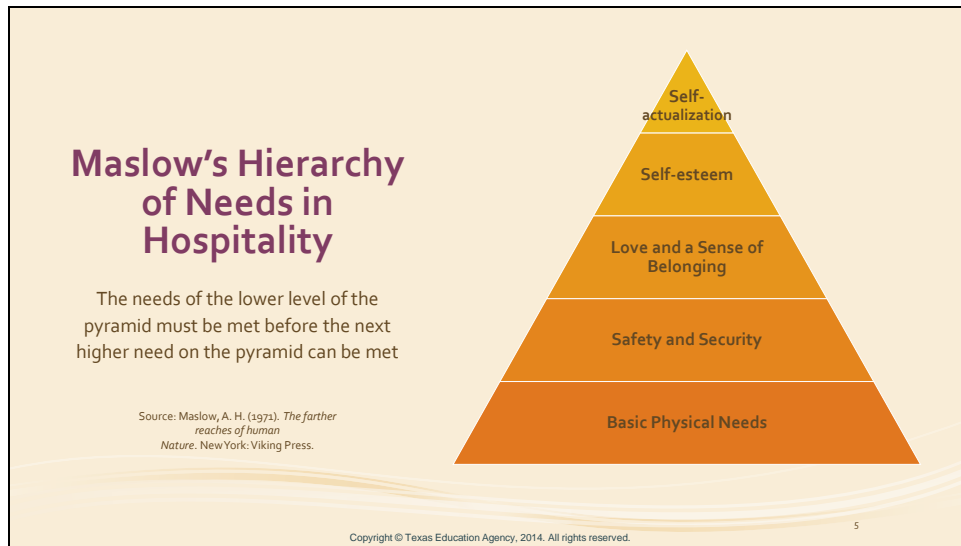 Maslow's Hierarchy
of Needs in
Hospitality
The needs of the lower level of the
pyramid must be met before the next
higher need on the pyramid can be met
Source: Maslow, A. H. (1971). The farther
reaches of human
Nature. New York: Viking Press.
Self-
actualization
Self-esteem
Love and a Sense of
Belonging
Safety and Security
Basic Physical Needs
5
Copyright © Texas Education Agency, 2014. All rights reserved.